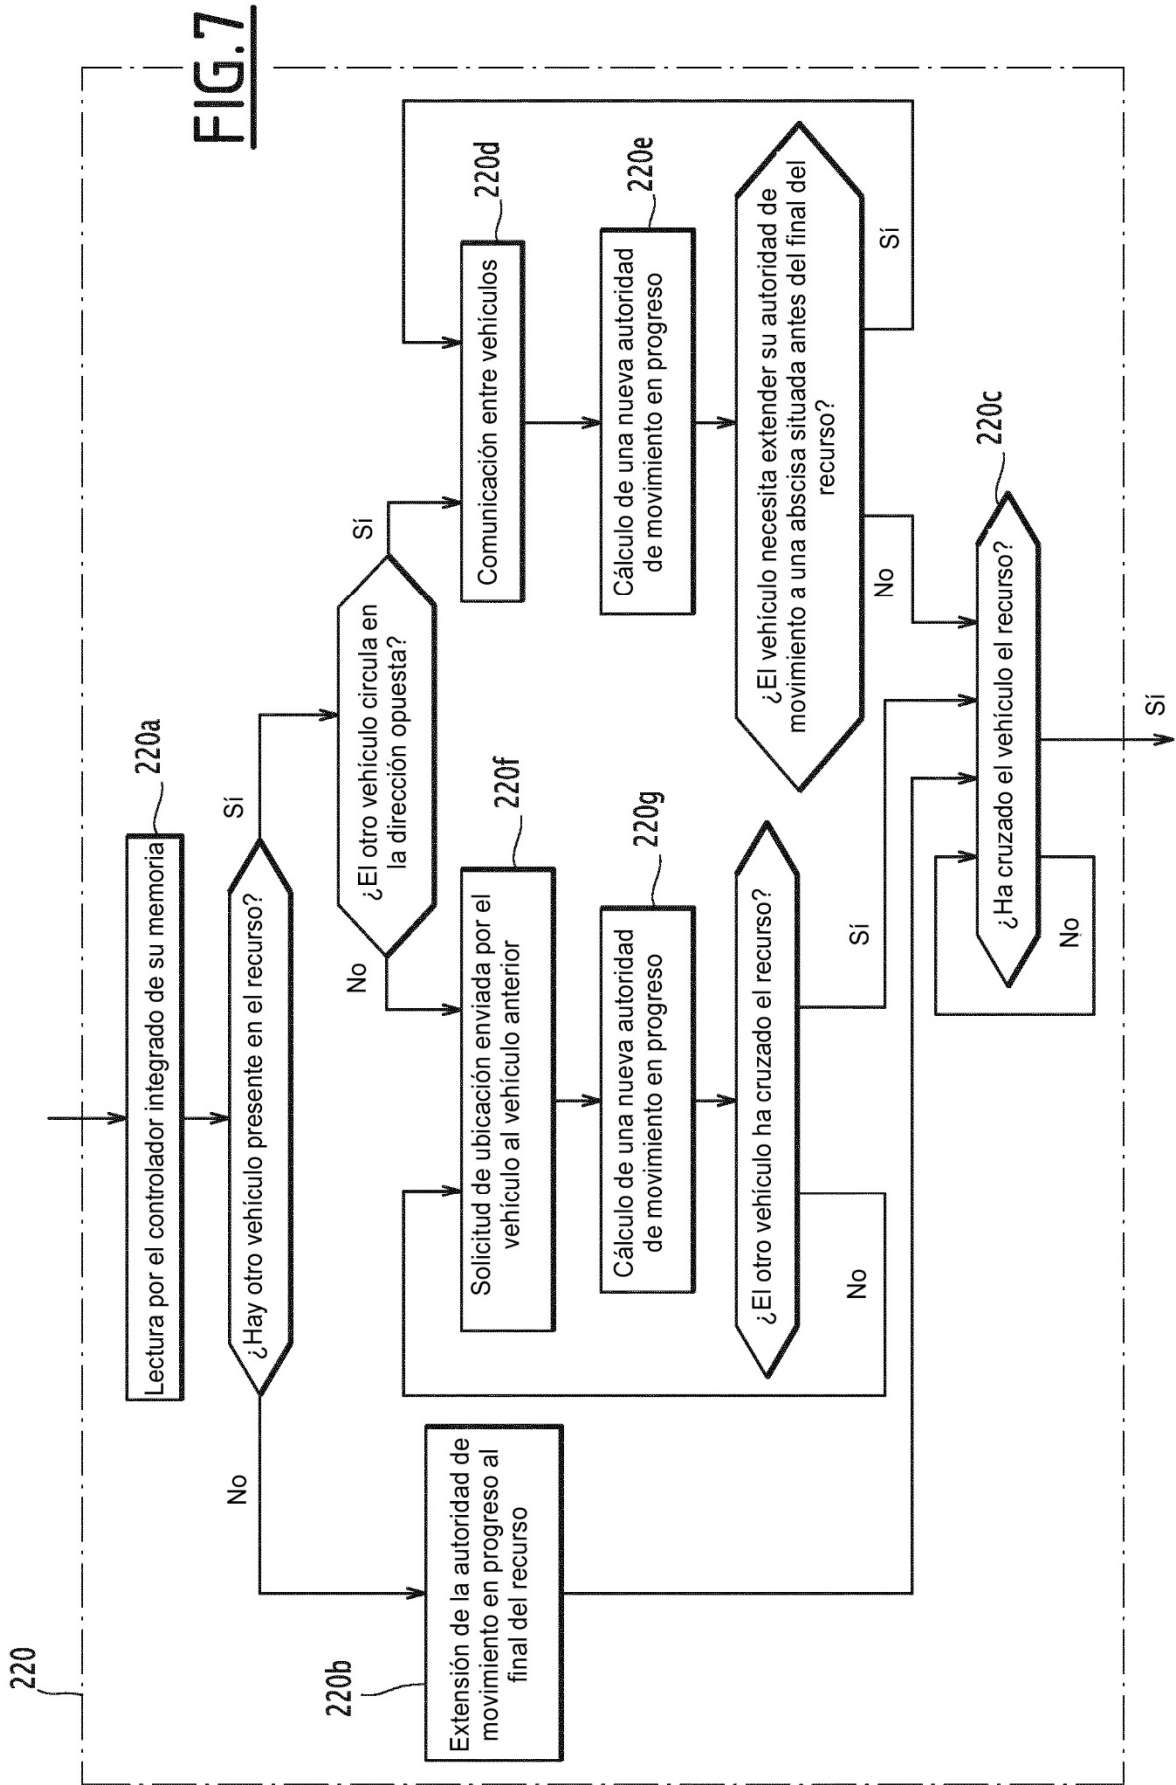 FIG.7
220
220a
Lectura por el controlador integrado de su memoria
¿Hay otro vehículo presente en el recurso?
No
Sí
¿El otro vehículo circula en
la dirección opuesta?
No
Sí
220b
Extensión de la autoridad de
movimiento en progreso al
final del recurso
220f
Solicitud de ubicación enviada por el
vehículo al vehículo anterior
220d
Comunicación entre vehículos
220g
Cálculo de una nueva autoridad
de movimiento en progreso
220e
Cálculo de una nueva autoridad
de movimiento en progreso
¿El otro vehículo ha cruzado el recurso?
No
Sí
¿El vehículo necesita extender su autoridad de
movimiento a una abscisa situada antes del final del
recurso?
No
Sí
220c
¿Ha cruzado el vehículo el recurso?
No
Sí